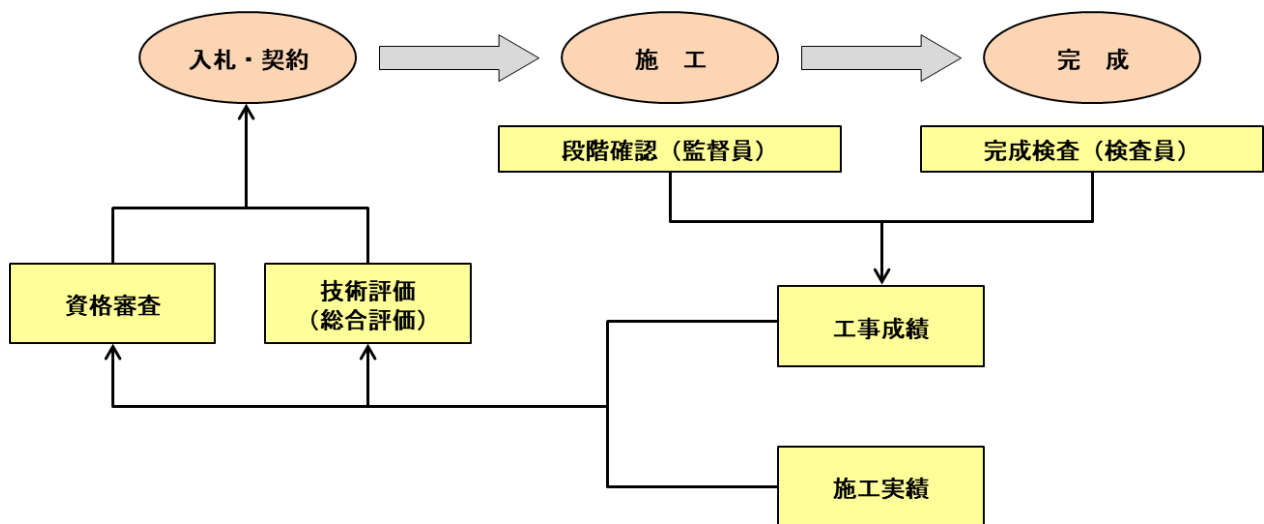 入札・契約
施　工
完　成
段階確認（監督員）
完成検査（検査員）
資格審査
技術評価
（総合評価）
工事成績
施工実績